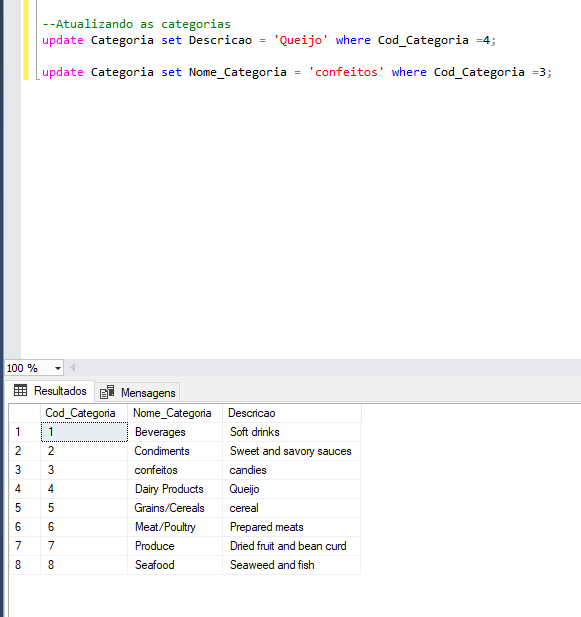 --Atualizando as categorias
update Categoria set Descricao = 'Queijo' where Cod_Categoria =4;
update Categoria set Nome_Categoria = 'confeitos' where Cod_Categoria =3;
100 %
Resultados Mensagens
Cod_Categoria Nome_Categoria Descricao
1 1 Beverages Soft drinks
2 2 Condiments Sweet and savory sauces
3 3 confeitos candies
4 4 Dairy Products Queijo
5 5 Grains/Cereals cereal
6 6 Meat/Poultry Prepared meats
7 7 Produce Dried fruit and bean curd
8 8 Seafood Seaweed and fish